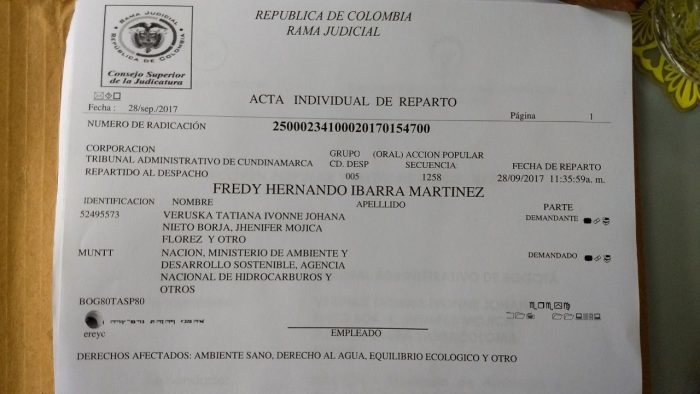 RAMA JUDICIAL
REPUBLICA DE COLOMBIA
Consejo Superior
de la Judicatura
REPUBLICA DE COLOMBIA
RAMA JUDICIAL
ACTA INDIVIDUAL DE REPARTO
Fecha : 28/sep./2017
Página 1
NUMERO DE RADICACIÓN 25000234100020170154700
CORPORACION GRUPO (ORAL) ACCION POPULAR
TRIBUNAL ADMINISTRATIVO DE CUNDINAMARCA CD. DESP SECUENCIA: FECHA DE REPARTO
REPARTIDO AL DESPACHO 005 1258 28/09/2017 11:35:59a. m.
FREDY HERNANDO IBARRA MARTINEZ
IDENTIFICACION NOMBRE APELLLIDO PARTE
52495573 VERUSKA TATIANA IVONNE JOHANA DEMANDANTE
NIETO BORJA, JHENIFER MOJICA
FLOREZ Y OTRO
MUNTT NACION, MINISTERIO DE AMBIENTE Y DEMANDADO
DESARROLLO SOSTENIBLE, AGENCIA
NACIONAL DE HIDROCARBUROS Y
OTROS
BOG80TASP80
ereyc
EMPLEADO
DERECHOS AFECTADOS: AMBIENTE SANO, DERECHO AL AGUA, EQUILIBRIO ECOLOGICO Y OTRO